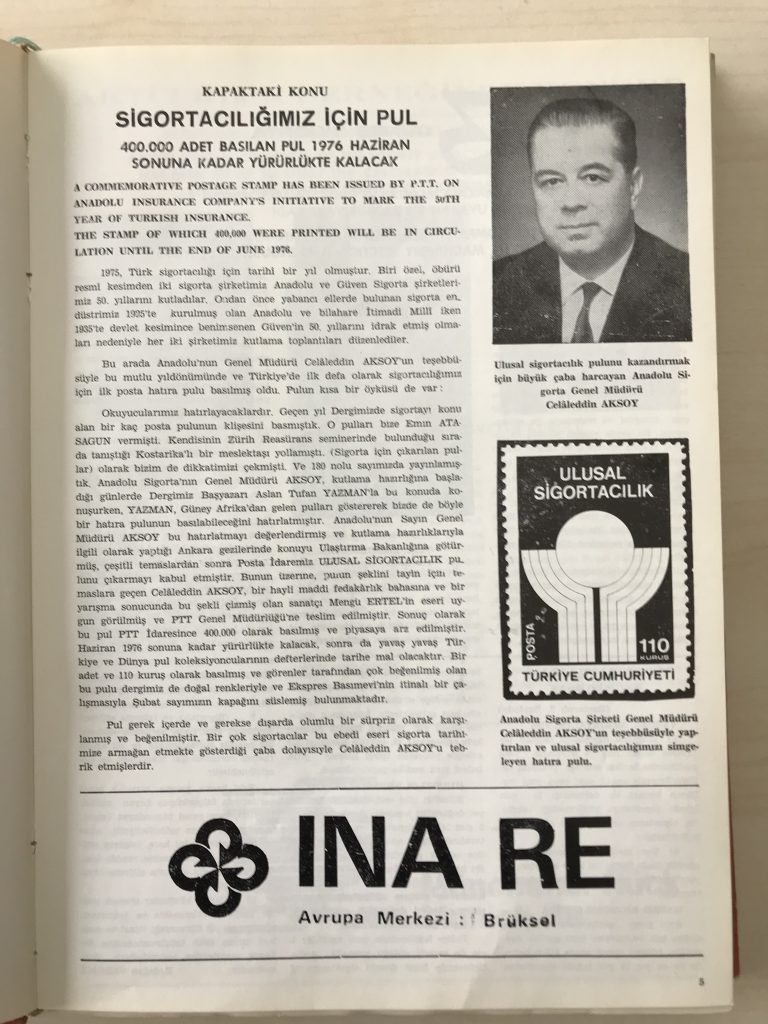 KAPAKTAKİ KONU
SİGORTACILIĞIMIZ İÇİN PUL
400.000 ADET BASILAN PUL 1976 HAZİRAN
SONUNA KADAR YÜRÜRLÜKTE KALACAK
A COMMEMORATIVE POSTAGE STAMP HAS BEEN ISSUED BY P.T.T. ON
ANADOLU INSURANCE COMPANY'S INITIATIVE TO MARK THE 50TH
YEAR OF TURKISH INSURANCE.
THE STAMP OF WHICH 400,000 WERE PRINTED WILL BE IN CIRCU-
LATION UNTIL THE END OF JUNE 1976.
1975, Türk sigortacılığı için tarihi bir yıl olmuştur. Biri özel, öbürü
resmi kesimden iki sigorta şirketimiz Anadolu ve Güven Sigorta şirketleri-
miz 50. yıllarını kutladılar. Ondan önce yabancı ellerde bulunan sigorta en-
düstrimiz 1925'te kurulmuş olan Anadolu ve bilahare İtimadi Milli iken
1935'te devlet kesimince benimsenen Güven'in 50. yıllarını idrak etmiş olma-
ları nedeniyle her iki şirketimiz kutlama toplantıları düzenlediler.
Bu arada Anadolu'nun Genel Müdürü Celâleddin AKSOY'un teşebbü-
süyle bu mutlu yıldönümünde ve Türkiye'de ilk defa olarak sigortacılığımız
için ilk posta hatıra pulu basılmış oldu. Pulun kısa bir öyküsü de var :
Okuyucularımız hatırlayacaklardır. Geçen yıl Dergimizde sigortayı konu
alan bir kaç posta pulunun klişesini basmıştık. O pulları bize Emin ATA-
SAGUN vermişti. Kendisinin Zürih Reasürans seminerinde bulunduğu sıra-
da tanıştığı Kostarika'lı bir meslektaşı yollamıştı. (Sigorta için çıkarılan pul-
lar) olarak bizim de dikkatimizi çekmişti. Ve 180 nolu sayımızda yayınlamış-
tık. Anadolu Sigorta'nın Genel Müdürü AKSOY, kutlama hazırlığına başla-
dığı günlerde Dergimiz Başyazarı Aslan Tufan YAZMAN'la bu konuda ko-
nuşurken, YAZMAN, Güney Afrika'dan gelen pulları göstererek bizde de böyle
bir hatıra pulunun basılabileceğini hatırlatmıştır. Anadolu'nun Sayın Genel
Müdürü AKSOY bu hatırlatmayı değerlendirmiş ve kutlama hazırlıklarıyla
ilgili olarak yaptığı Ankara gezilerinde konuyu Ulaştırma Bakanlığına götür-
müş, çeşitli temaslardan sonra Posta İdaremiz ULUSAL SİGORTACILIK pu-
lunu çıkarmayı kabul etmiştir. Bunun üzerine, pulun şeklini tayin için te-
maslara geçen Celâleddin AKSOY, bir hayli maddi fedakârlık bahasına ve bir
yarışma sonucunda bu şekli çizmiş olan sanatçı Mengü ERTEL'in eseri uy-
gun görülmüş ve PTT Genel Müdürlüğü'ne teslim edilmiştir. Sonuç olarak
bu pul PTT İdaresince 400.000 olarak basılmış ve piyasaya arz edilmiştir.
Haziran 1976 sonuna kadar yürürlükte kalacak, sonra da yavaş yavaş Tür-
kiye ve Dünya pul koleksiyoncularının defterlerinde tarihe mal olacaktır. Bir
adet ve 110 kuruş olarak basılmış ve görenler tarafından çok beğenilmiş olan
bu pulu dergimiz de doğal renkleriyle ve Ekspres Basımevi'nin itinalı bir ça-
lışmasıyla Şubat sayımızın kapağını süslemiş bulunmaktadır.
Pul gerek içerde ve gerekse dışarda olumlu bir sürpriz olarak karşı-
lanmış ve beğenilmiştir. Bir çok sigortacılar bu ebedi eseri sigorta tarihi-
mize armağan etmekte gösterdiği çaba dolayısiyle Celâleddin AKSOY'u teb-
rik etmişlerdir.
Ulusal sigortacılık pulunu kazandırmak
için büyük çaba harcayan Anadolu Si-
gorta Genel Müdürü
Celâleddin AKSOY
ULUSAL
SİGORTACILIK
POSTA
110
KURUŞ
TÜRKİYE CUMHURİYETİ
Anadolu Sigorta Şirketi Genel Müdürü
Celâleddin AKSOY'un teşebbüsüyle yap-
tırılan ve ulusal sigortacılığımızı simge-
leyen hatıra pulu.
INA RE
Avrupa Merkezi : Brüksel
5